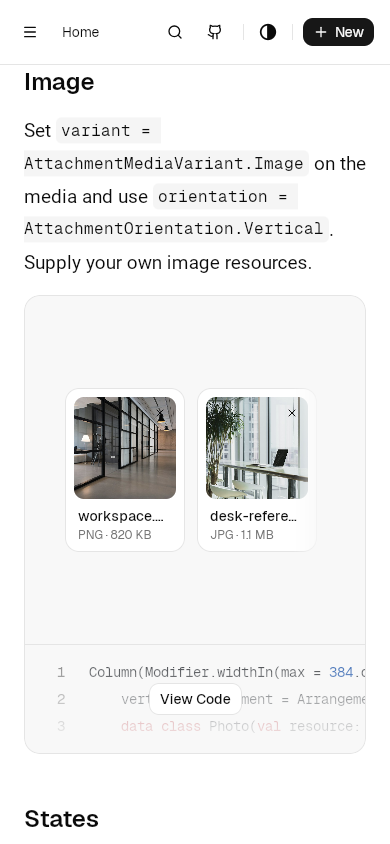 Home
New
Image
Set variant =
AttachmentMediaVariant.Image on the
media and use orientation =
AttachmentOrientation.Vertical.
Supply your own image resources.
workspace....
PNG · 820 KB
desk-refere...
JPG · 1.1 MB
1 Column(Modifier.widthIn(max = 384.d
2 vert
View Code
ment = Arrangeme
3 data class Photo(val resource:
States